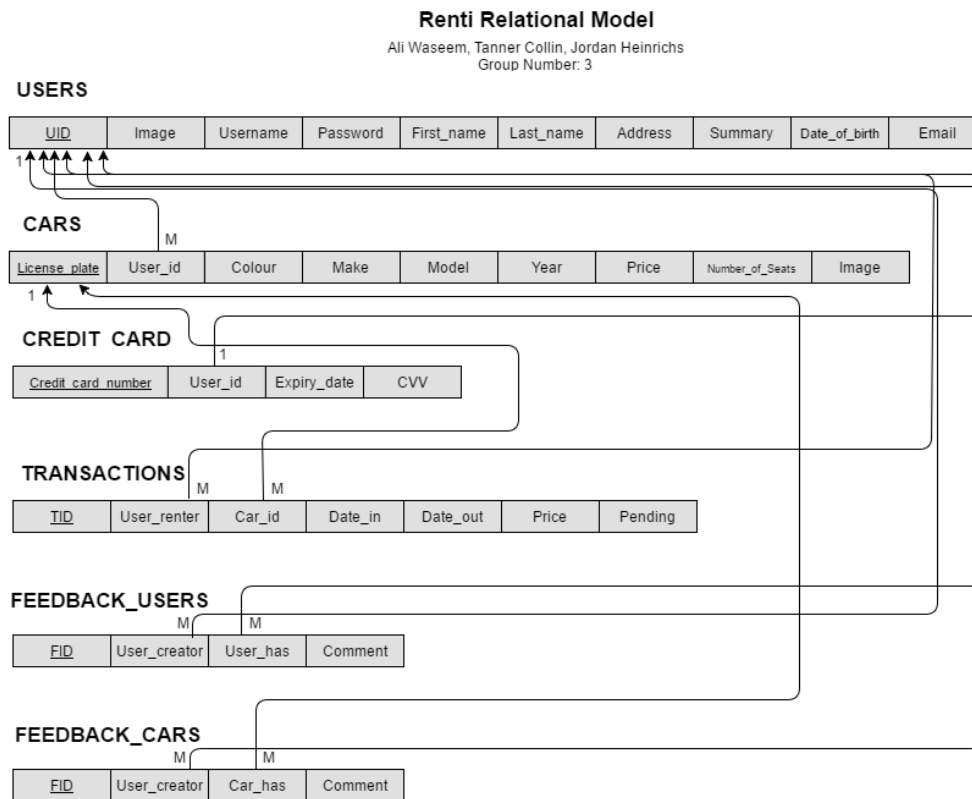 Renti Relational Model
Ali Waseem, Tanner Collin, Jordan Heinrichs
Group Number: 3
USERS
UID Image Username Password First_name Last_name Address Summary Date_of_birth Email
1
CARS
M
License_plate User_id Colour Make Model Year Price Number_of_Seats Image
1
CREDIT CARD
1
Credit_card_number User_id Expiry_date CVV
TRANSACTIONS
M M
TID User_renter Car_id Date_in Date_out Price Pending
FEEDBACK_USERS
M M
FID User_creator User_has Comment
FEEDBACK_CARS
M M
FID User_creator Car_has Comment